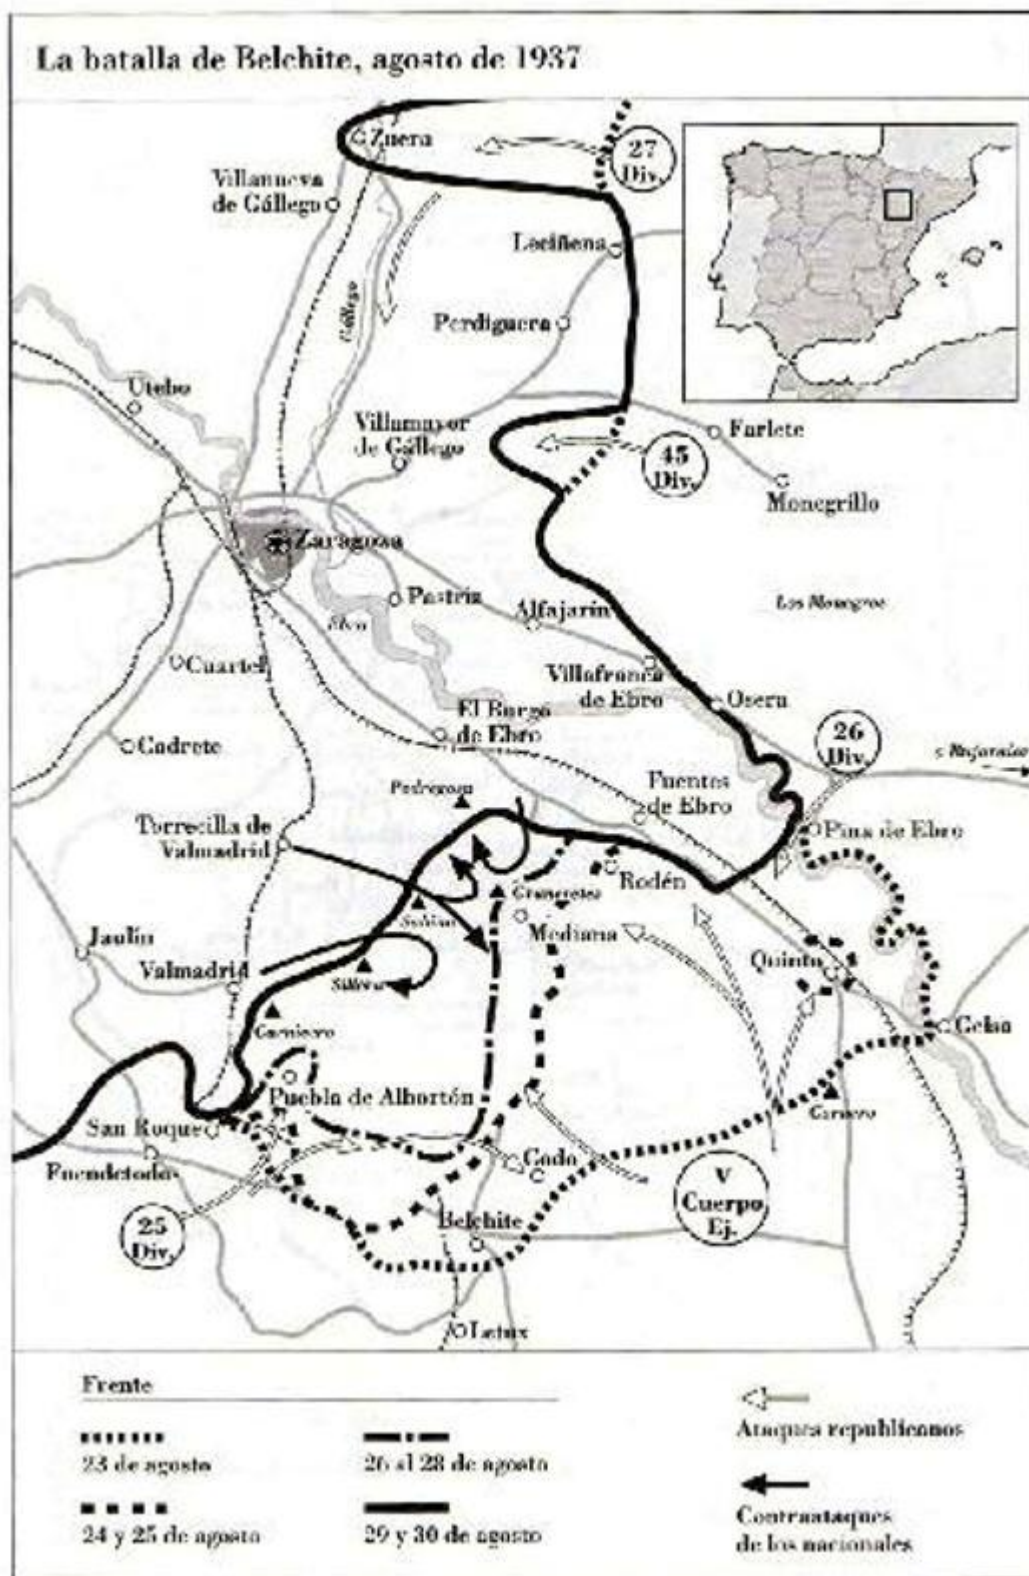 La batalla de Belchite, agosto de 1937
Zuera
27
Div.
Villanueva
de Gállego
Leciñena
Gállego
Perdiguera
Utebo
Villamayor
de Gállego
Farlete
45
Div.
Monegrillo
Zaragoza
Pastriz
Alfajarín
Los Monegros
Ebro
Cuartel
Villafranca
de Ebro
Osera
El Burgo
de Ebro
26
Div.
Cadrete
a Bujaraloz
Fuentes
de Ebro
Pina de Ebro
Torrecilla de
Valmadrid
Rodén
Mediana
Jaulín
Valmadrid
Quinto
Gelsa
Puebla de Albortón
San Roque
Fuendetodos
Codo
V
Cuerpo
Ej.
25
Div.
Belchite
Letux
Frente
23 de agosto
26 al 28 de agosto
24 y 25 de agosto
29 y 30 de agosto
Ataques republicanos
Contraataques
de los nacionales